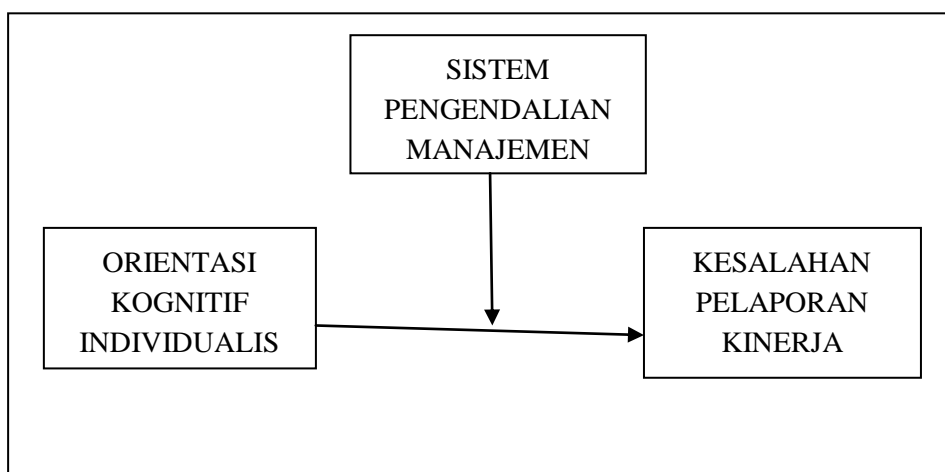 SISTEM
PENGENDALIAN
MANAJEMEN
ORIENTASI
KOGNITIF
INDIVIDUALIS
KESALAHAN
PELAPORAN
KINERJA